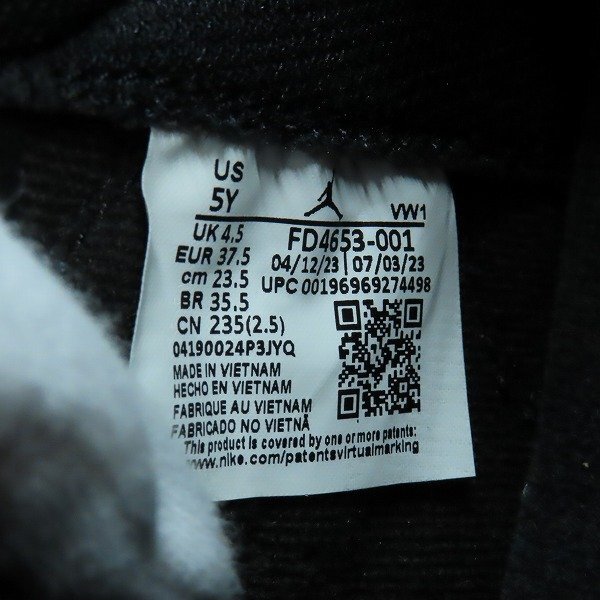 US
5Y
VW1
UK 4,5
FD4653-001
EUR 37.5
04/12/23 | 07/03/23
cm 23.5
UPC 00196969274498
BR 35.5
CN 235(2.5)
04190024P3JYQ
MADE IN VIETNAM
HECHO EN VIETNAM
FABRIQUE AU VIETNAM
FABRICADO NO VIETNÃ
This product is covered by one or more patents:
www.nike.com/patentsvirtualmarking